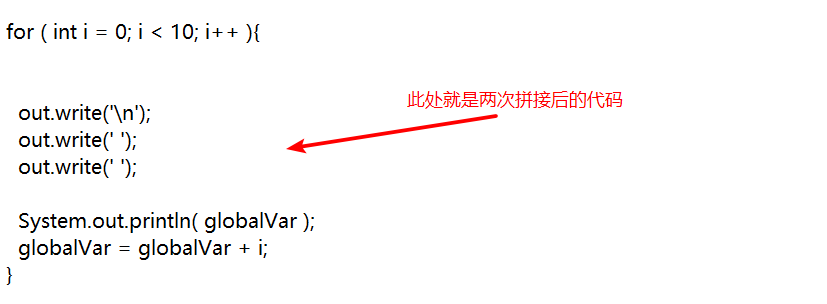 for ( int i = 0; i < 10; i++ ){
out.write('\n');
此处就是两次拼接后的代码
out.write(' ');
out.write(' ');
System.out.println( globalVar );
globalVar = globalVar + i;
}